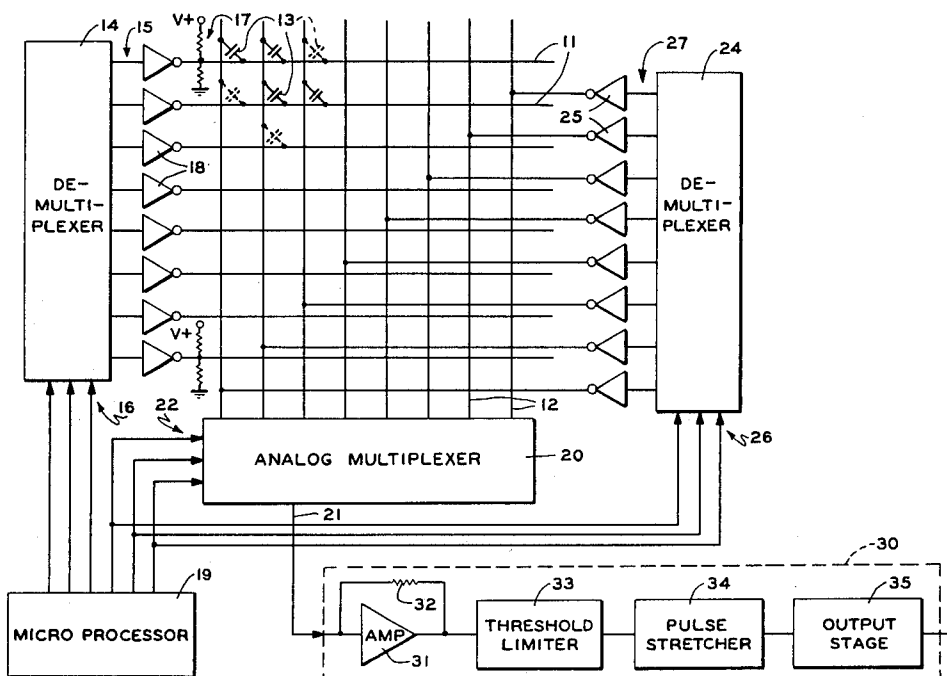 14
15
V+
17
13
11
27
24
25
18
DE-
MULTI-
PLEXER
DE-
MULTI-
PLEXER
V+
16
22
12
26
ANALOG MULTIPLEXER
20
21
30
19
MICRO PROCESSOR
32
AMP
31
33
THRESHOLD
LIMITER
34
PULSE
STRETCHER
35
OUTPUT
STAGE